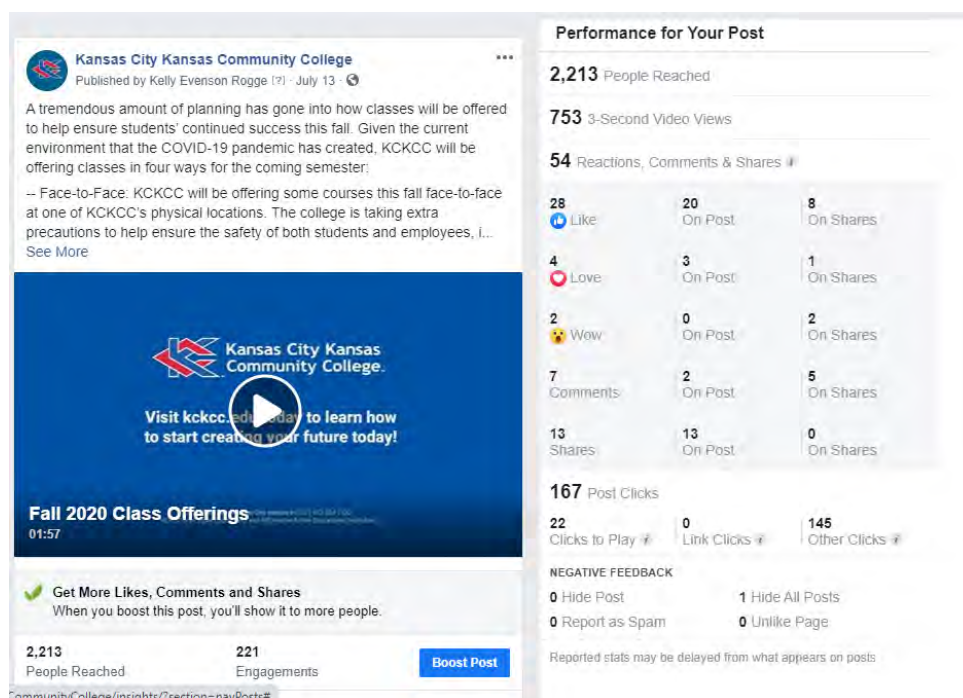 Kansas City Kansas Community College
Published by Kelly Evenson Rogge [?] · July 13 ·
A tremendous amount of planning has gone into how classes will be offered
to help ensure students' continued success this fall. Given the current
environment that the COVID-19 pandemic has created, KCKCC will be
offering classes in four ways for the coming semester:
-- Face-to-Face: KCKCC will be offering some courses this fall face-to-face
at one of KCKCC's physical locations. The college is taking extra
precautions to help ensure the safety of both students and employees, i...
See More
Kansas City Kansas
Community College.
Visit kckcc.edu today to learn how
to start creating your future today!
Fall 2020 Class Offerings
01:57
Get More Likes, Comments and Shares
When you boost this post, you'll show it to more people.
2,213
People Reached
221
Engagements
Boost Post
CommunityCollege/insights/?section=navPosts#
Performance for Your Post
2,213 People Reached
753 3-Second Video Views
54 Reactions, Comments & Shares
28 20 8
Like On Post On Shares
4 3 1
Love On Post On Shares
2 0 2
Wow On Post On Shares
7 2 5
Comments On Post On Shares
13 13 0
Shares On Post On Shares
167 Post Clicks
22 0 145
Clicks to Play Link Clicks Other Clicks
NEGATIVE FEEDBACK
0 Hide Post 1 Hide All Posts
0 Report as Spam 0 Unlike Page
Reported stats may be delayed from what appears on posts